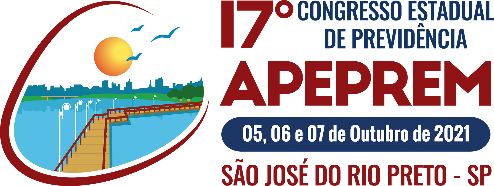 17º CONGRESSO ESTADUAL
DE PREVIDÊNCIA
APEPREM
05, 06 e 07 de Outubro de 2021
SÃO JOSÉ DO RIO PRETO - SP